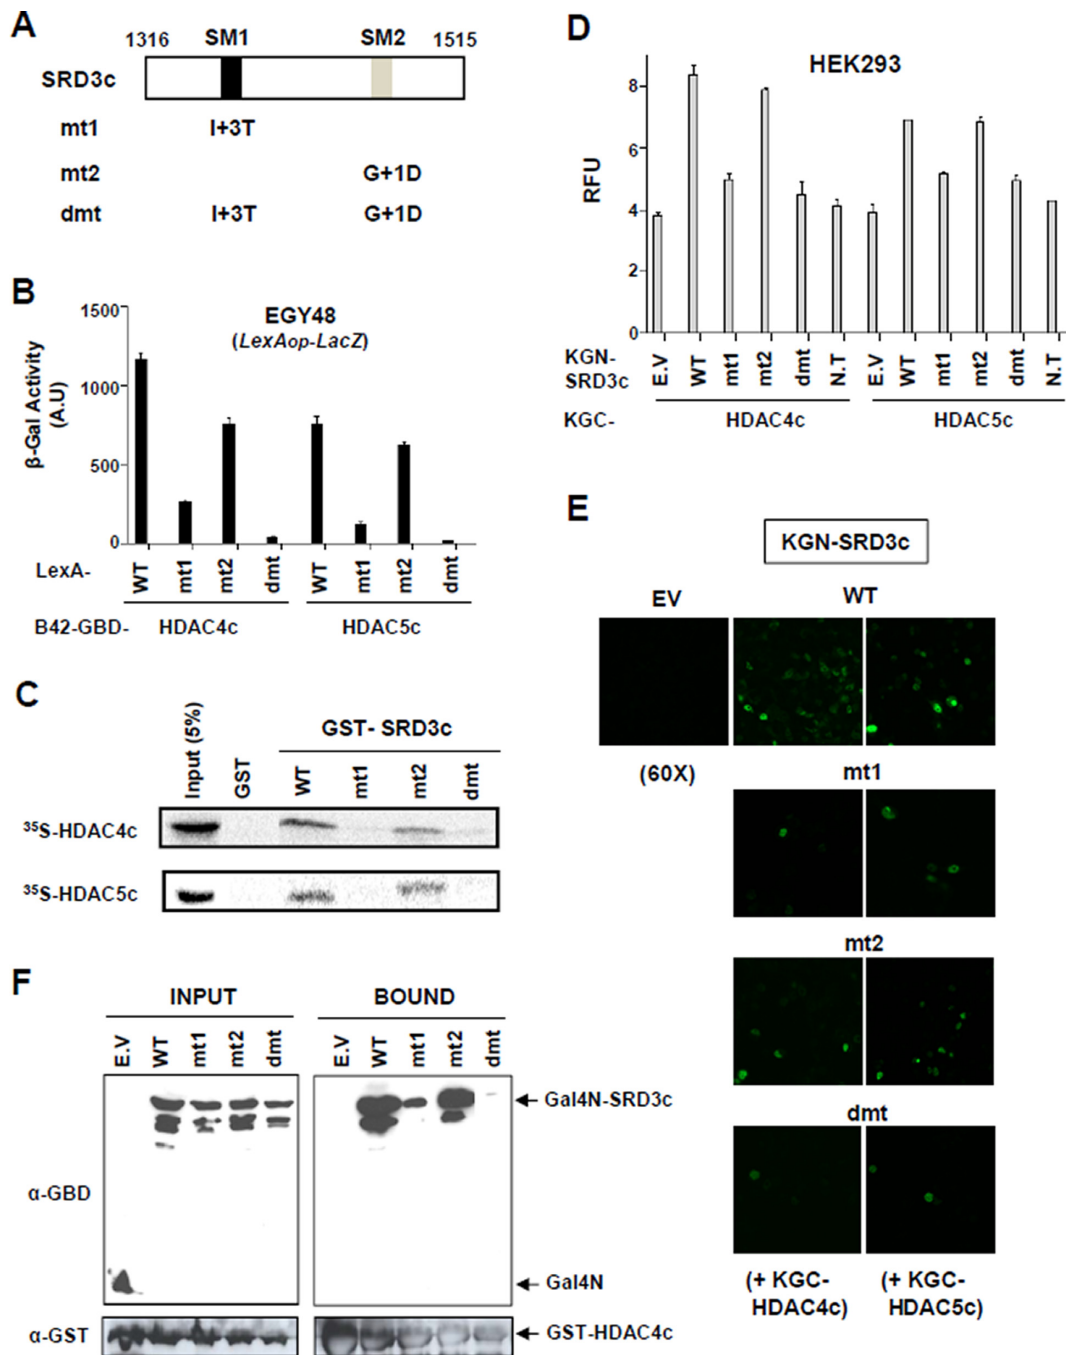 A
1316 SM1 SM2 1515
SRD3c
mt1 I+3T
mt2 G+1D
dmt I+3T G+1D
B
1500
1000
500
0
β-Gal Activity
(A.U)
EGY48
(LexAop-LacZ)
LexA- WT mt1 mt2 dmt WT mt1 mt2 dmt
B42-GBD- HDAC4c HDAC5c
C
GST- SRD3c
Input (5%) GST WT mt1 mt2 dmt
35S-HDAC4c
35S-HDAC5c
D
HEK293
8
6
4
2
0
RFU
KGN-
SRD3c
E.V WT mt1 mt2 dmt N.T E.V WT mt1 mt2 dmt N.T
KGC- HDAC4c HDAC5c
E
KGN-SRD3c
EV WT
(60X) mt1
mt2
dmt
(+ KGC-
HDAC4c)
(+ KGC-
HDAC5c)
F
INPUT BOUND
E.V WT mt1 mt2 dmt E.V WT mt1 mt2 dmt
α-GBD
Gal4N-SRD3c
Gal4N
α-GST
GST-HDAC4c